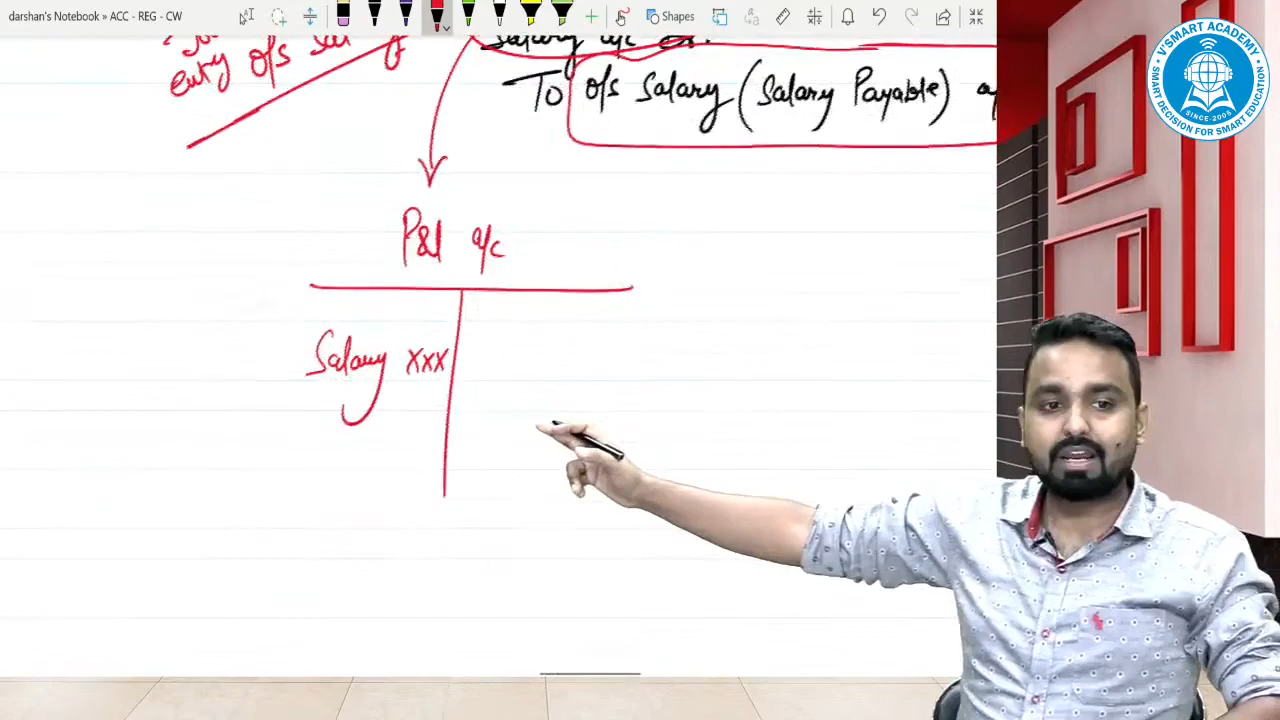 darshan's Notebook » ACC - REG - CW
Shapes
V'SMART ACADEMY
SMART DECISION FOR SMART EDUCATION
SINCE-2005
entry o/s Sal
Salary a/c
To o/s Salary (Salary Payable)
P&L a/c
Salary xxx